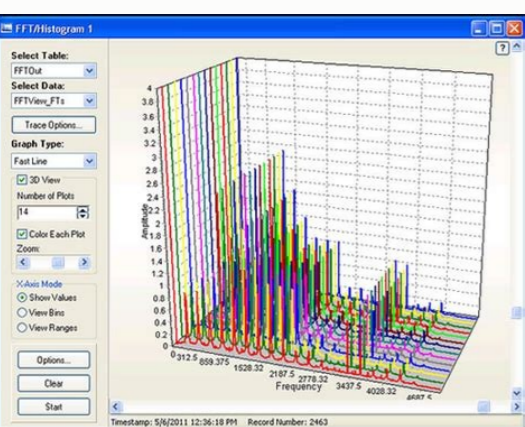 FFT/Histogram 1
?
Select Table:
FFTOut
Select Data:
FFTView_FTs
Trace Options...
Graph Type:
Fast Line
3D View
Number of Plots
14
Color Each Plot
Zoom:
X-Axis Mode
Show Values
View Bins
View Ranges
Options...
Clear
Start
4
3.8
3.6
3.4
3.2
3
2.8
2.6
2.4
2.2
2
1.8
1.6
1.4
1.2
1
0.8
0.6
0.4
0.2
0
Amplitude
0 312.5 859.375 1528.32 2187.5 2778.32 3437.5 4028.32 4687.5
Frequency
Timestamp: 5/6/2011 12:36:18 PM Record Number: 2463